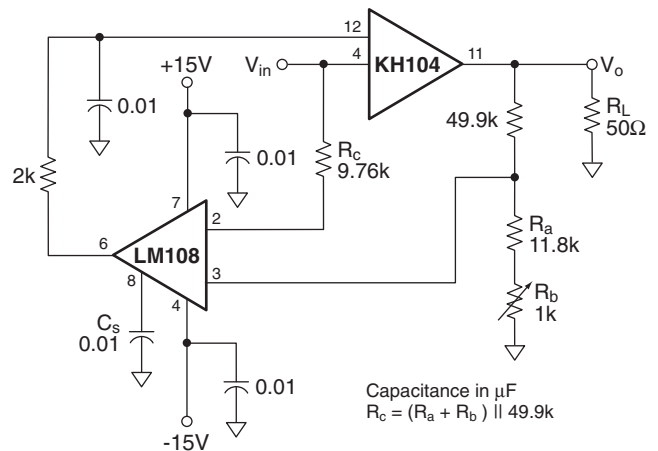 12
+15V
V_in
4
KH104
11
V_o
0.01
49.9k
R_L
50Ω
0.01
R_c
9.76k
2k
7
2
R_a
11.8k
6
LM108
3
8
4
R_b
1k
C_s
0.01
0.01
-15V
Capacitance in µF
R_c = (R_a + R_b) || 49.9k